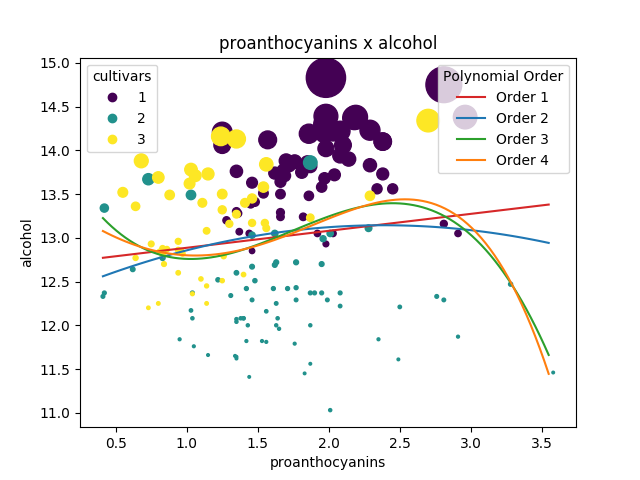 proanthocyanins x alcohol
cultivars
1
2
3
Polynomial Order
Order 1
Order 2
Order 3
Order 4
alcohol
15.0
14.5
14.0
13.5
13.0
12.5
12.0
11.5
11.0
0.5 1.0 1.5 2.0 2.5 3.0 3.5
proanthocyanins